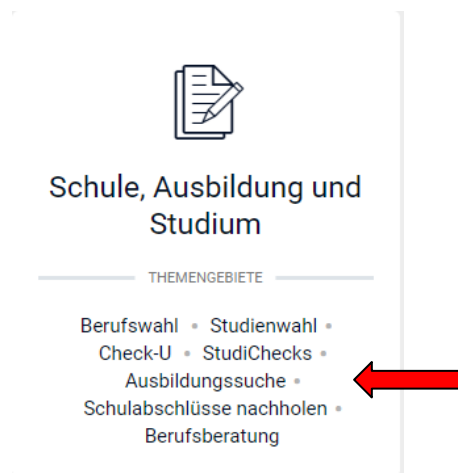 Schule, Ausbildung und
Studium
THEMENGEBIETE
Berufswahl • Studienwahl •
Check-U • StudiChecks •
Ausbildungssuche •
Schulabschlüsse nachholen •
Berufsberatung